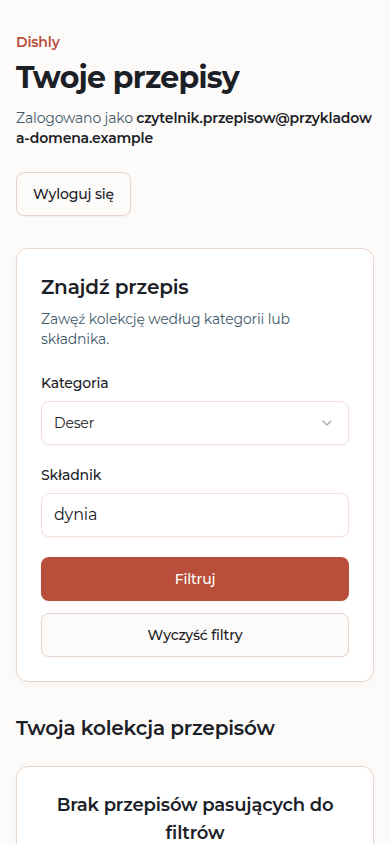 Dishly
Twoje przepisy
Zalogowano jako czytelnik.przepisow@przykladow
a-domena.example
Wyloguj się
Znajdź przepis
Zawęź kolekcję według kategorii lub
składnika.
Kategoria
Deser
Składnik
dynia
Filtruj
Wyczyść filtry
Twoja kolekcja przepisów
Brak przepisów pasujących do
filtrów